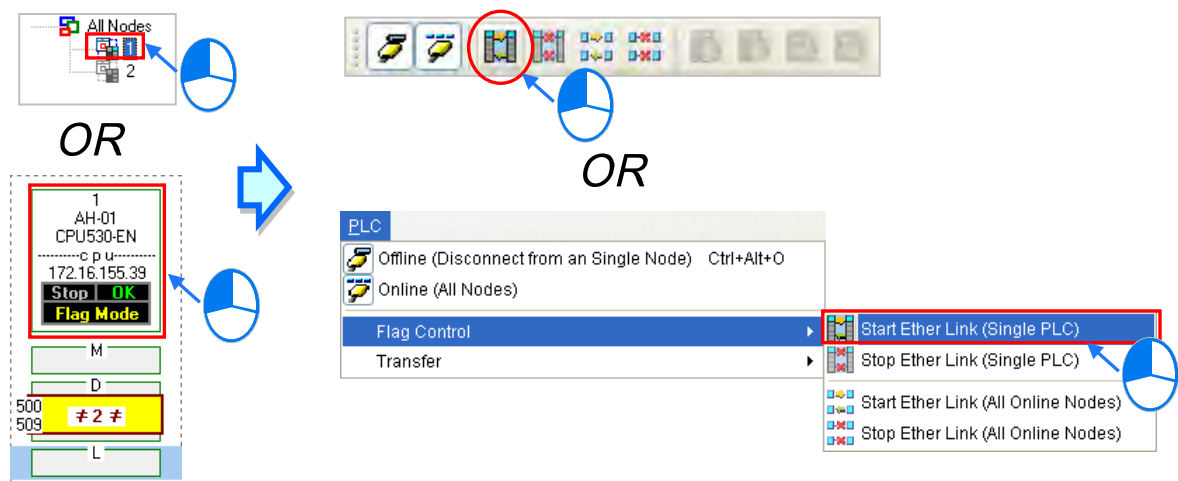 All Nodes
1
2
OR
1
AH-01
CPU530-EN
---------c p u---------
172.16.155.39
Stop OK
Flag Mode
M
D
500
509
≠ 2 ≠
L
OR
PLC
Offline (Disconnect from an Single Node) Ctrl+Alt+O
Online (All Nodes)
Flag Control
Transfer
Start Ether Link (Single PLC)
Stop Ether Link (Single PLC)
Start Ether Link (All Online Nodes)
Stop Ether Link (All Online Nodes)